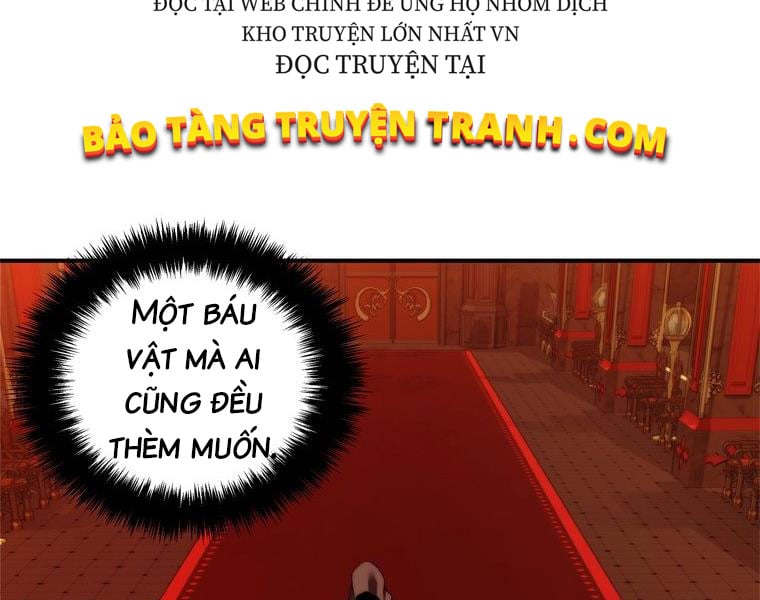 ĐỌC TẠI WEB CHÍNH ĐỂ ỦNG HỘ NHÓM DỊCH
KHO TRUYỆN LỚN NHẤT VN
ĐỌC TRUYỆN TẠI
BẢO TÀNG TRUYỆN TRANH.COM
MỘT BÁU
VẬT MÀ AI
CŨNG ĐỀU
THÈM MUỐN.